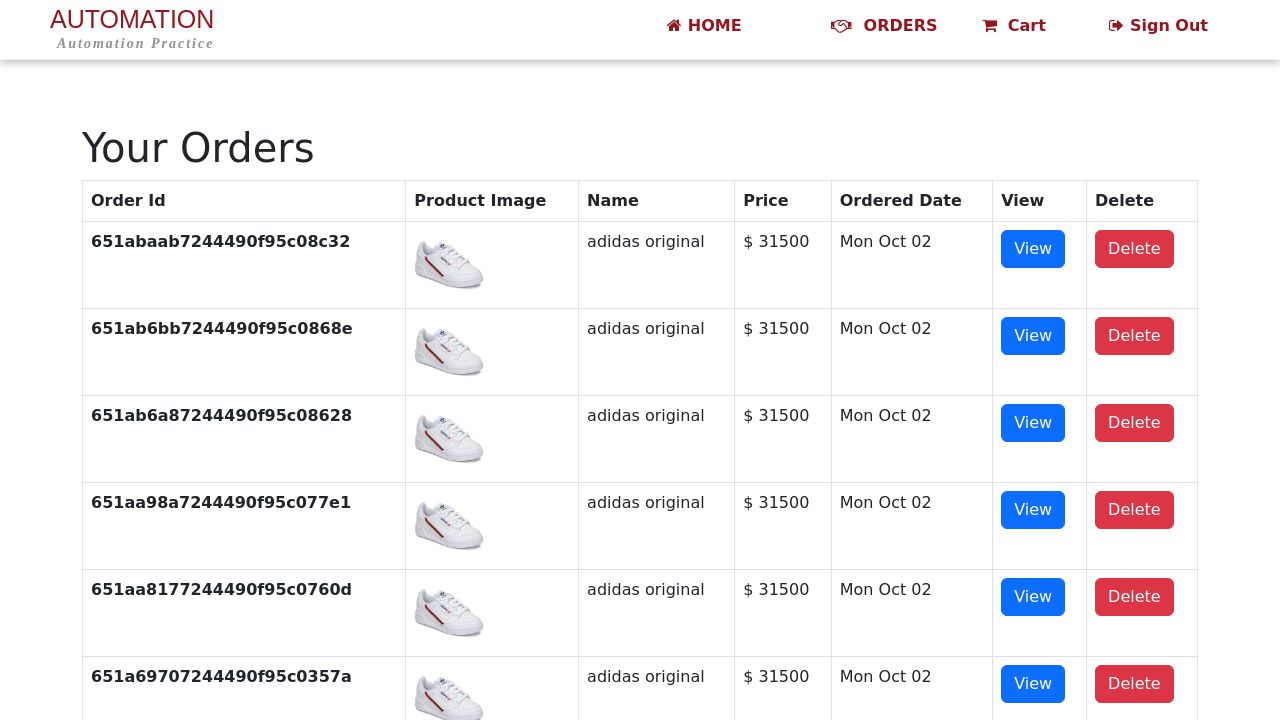 AUTOMATION
Automation Practice
HOME
ORDERS
Cart
Sign Out
Your Orders
Order Id Product Image Name Price Ordered Date View Delete
651abaab7244490f95c08c32 adidas original $ 31500 Mon Oct 02 View Delete
651ab6bb7244490f95c0868e adidas original $ 31500 Mon Oct 02 View Delete
651ab6a87244490f95c08628 adidas original $ 31500 Mon Oct 02 View Delete
651aa98a7244490f95c077e1 adidas original $ 31500 Mon Oct 02 View Delete
651aa8177244490f95c0760d adidas original $ 31500 Mon Oct 02 View Delete
651a69707244490f95c0357a adidas original $ 31500 Mon Oct 02 View Delete